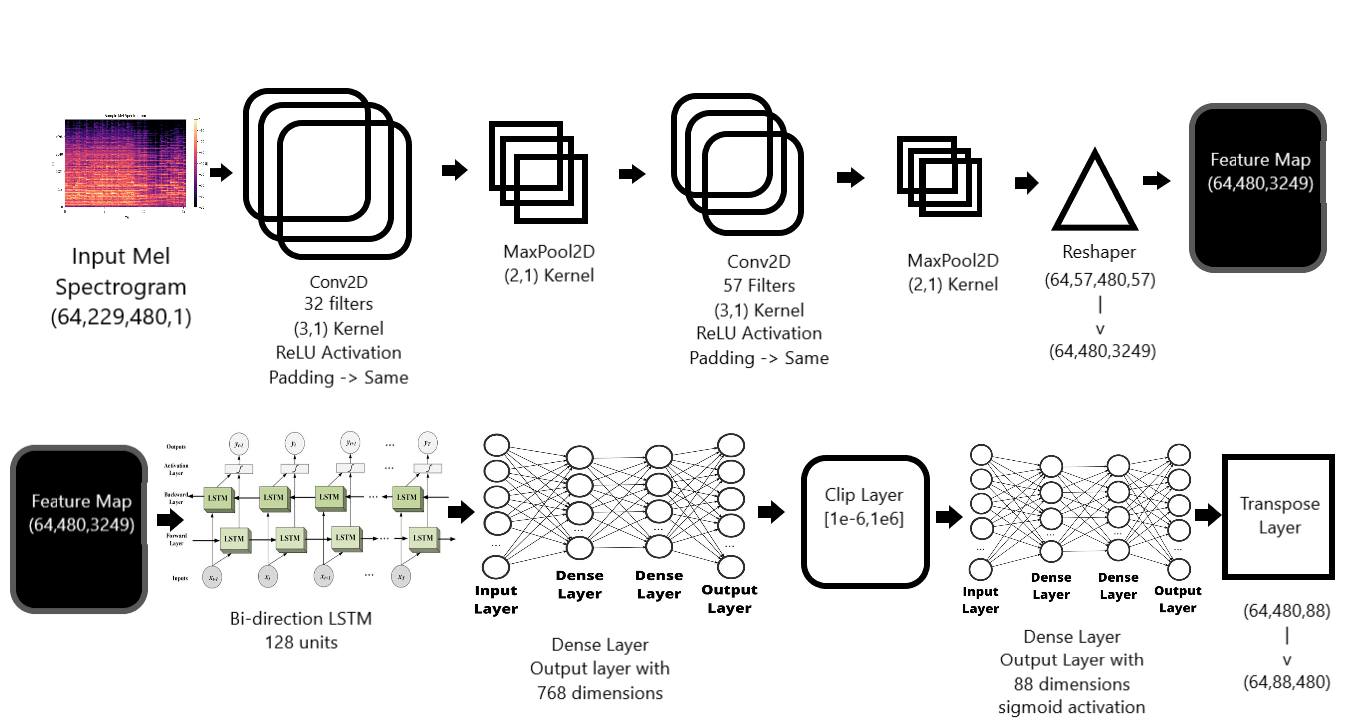 Input Mel
Spectrogram
(64,229,480,1)
Conv2D
32 filters
(3,1) Kernel
ReLU Activation
Padding -> Same
MaxPool2D
(2,1) Kernel
Conv2D
57 Filters
(3,1) Kernel
ReLU Activation
Padding -> Same
MaxPool2D
(2,1) Kernel
Reshaper
(64,57,480,57)
|
v
(64,480,3249)
Feature Map
(64,480,3249)
Feature Map
(64,480,3249)
Outputs
Activation
Layer
Backward
Layer
LSTM LSTM LSTM ... LSTM
Forward
Layer
LSTM LSTM LSTM ... LSTM
Inputs
Bi-direction LSTM
128 units
Input
Layer
Dense
Layer
Dense
Layer
Output
Layer
Dense Layer
Output layer with
768 dimensions
Clip Layer
[1e-6,1e6]
Input
Layer
Dense
Layer
Dense
Layer
Output
Layer
Dense Layer
Output Layer with
88 dimensions
sigmoid activation
Transpose
Layer
(64,480,88)
|
v
(64,88,480)